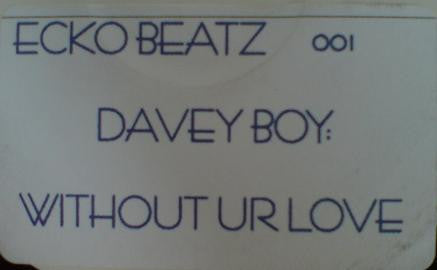 ECKO BEATZ 001
DAVEY BOY:
WITHOUT UR LOVE